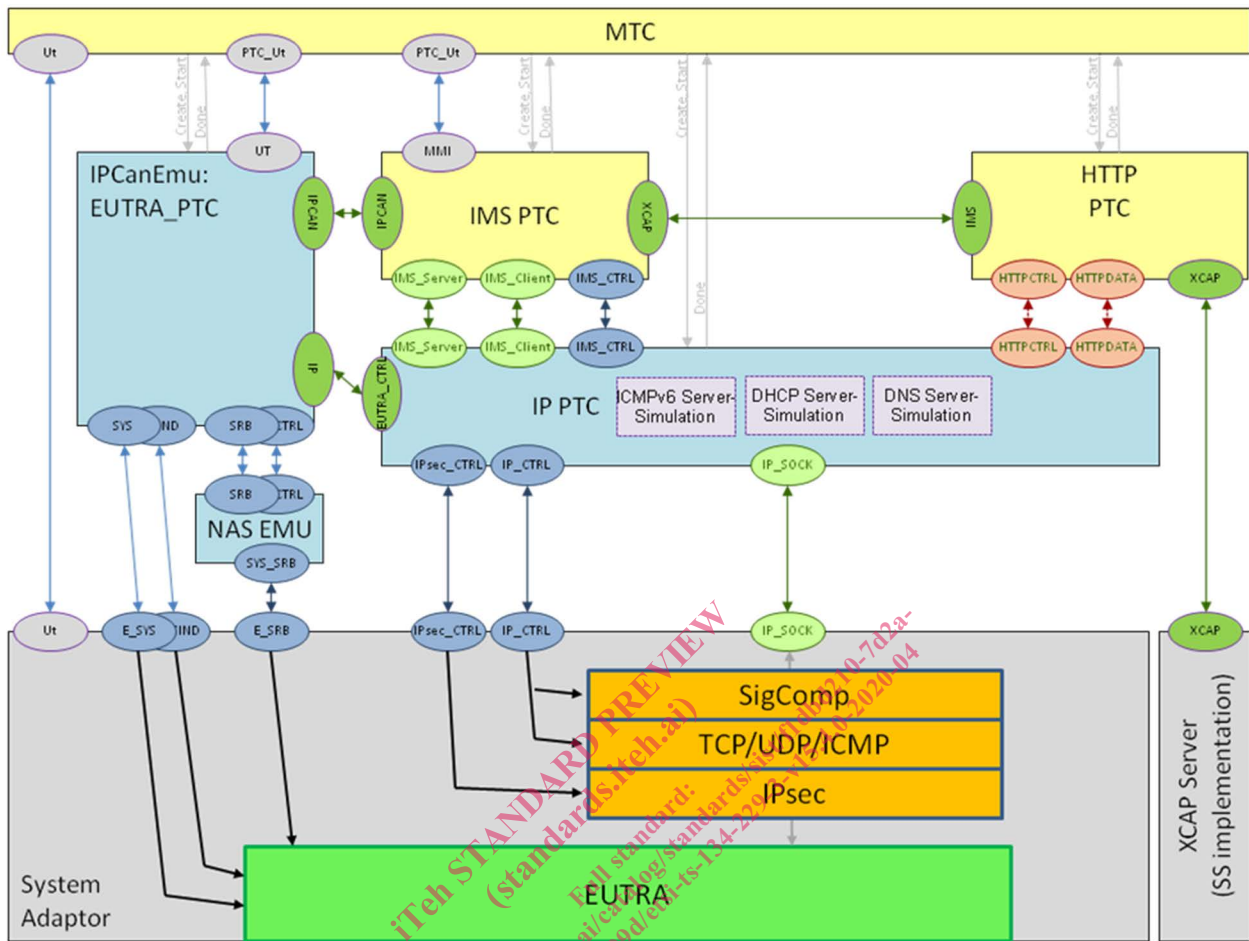 MTC
Ut
PTC_Ut
PTC_Ut
Create, Start
Done
Create, Start
Done
Create, Start
Done
Create, Start
Done
UT
MMI
IPCanEmu:
EUTRA_PTC
IPCAN
IPCAN
IMS PTC
XCAP
IMS
HTTP
PTC
IMS_Server
IMS_Client
IMS_CTRL
HTTPCTRL
HTTPDATA
XCAP
IMS_Server
IMS_Client
IMS_CTRL
HTTPCTRL
HTTPDATA
IP
EUTRA_CTRL
IP PTC
ICMPv6 Server-
Simulation
DHCP Server-
Simulation
DNS Server-
Simulation
SYS
IND
SRB
CTRL
IPsec_CTRL
IP_CTRL
IP_SOCK
SRB
CTRL
NAS EMU
SYS_SRB
Ut
E_SYS
IND
E_SRB
IPsec_CTRL
IP_CTRL
IP_SOCK
XCAP
SigComp
TCP/UDP/ICMP
IPsec
EUTRA
System
Adaptor
XCAP Server
(SS implementation)
iTeh STANDARD PREVIEW
(standards.iteh.ai)
Full standard: